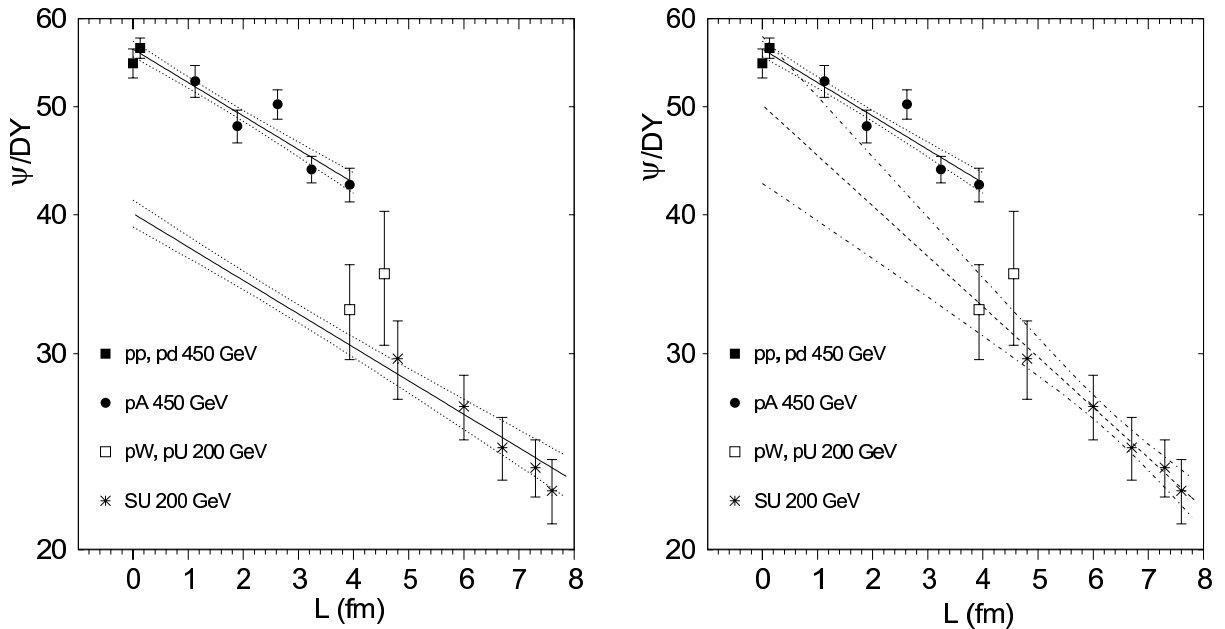 60
50
40
30
20
ψ/DY
pp, pd 450 GeV
pA 450 GeV
pW, pU 200 GeV
SU 200 GeV
0 1 2 3 4 5 6 7 8
L (fm)
60
50
40
30
20
ψ/DY
pp, pd 450 GeV
pA 450 GeV
pW, pU 200 GeV
SU 200 GeV
0 1 2 3 4 5 6 7 8
L (fm)